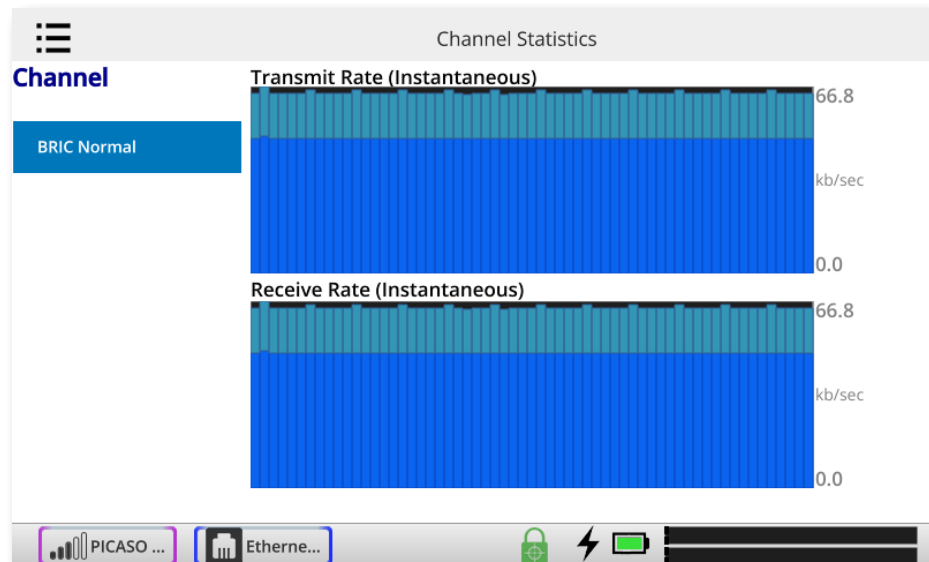 Channel Statistics
Channel
BRIC Normal
Transmit Rate (Instantaneous)
66.8
kb/sec
0.0
Receive Rate (Instantaneous)
66.8
kb/sec
0.0
PICASO ...
Etherne...